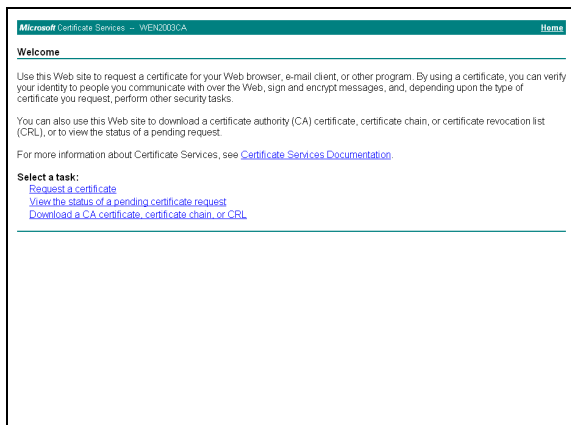 Microsoft Certificate Services -- WEN2003CA Home
Welcome
Use this Web site to request a certificate for your Web browser, e-mail client, or other program. By using a certificate, you can verify
your identity to people you communicate with over the Web, sign and encrypt messages, and, depending upon the type of
certificate you request, perform other security tasks.
You can also use this Web site to download a certificate authority (CA) certificate, certificate chain, or certificate revocation list
(CRL), or to view the status of a pending request.
For more information about Certificate Services, see Certificate Services Documentation.
Select a task:
Request a certificate
View the status of a pending certificate request
Download a CA certificate, certificate chain, or CRL